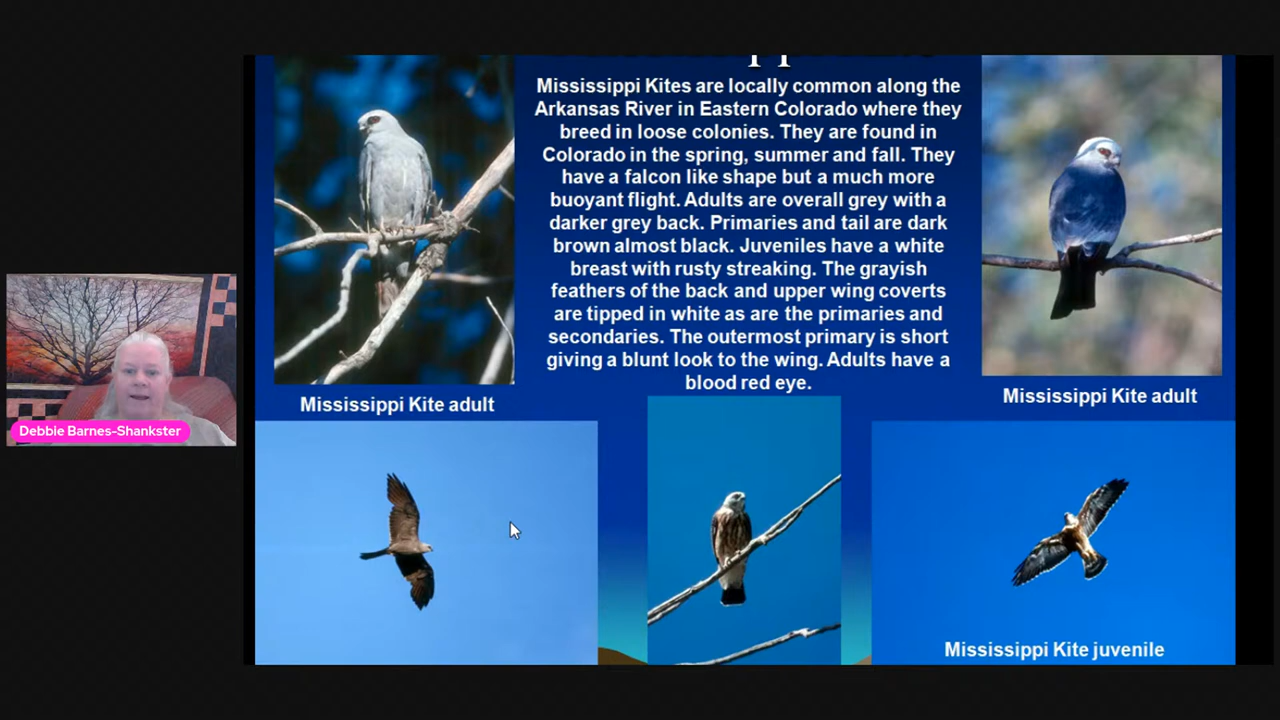 Mississippi Kites are locally common along the
Arkansas River in Eastern Colorado where they
breed in loose colonies. They are found in
Colorado in the spring, summer and fall. They
have a falcon like shape but a much more
buoyant flight. Adults are overall grey with a
darker grey back. Primaries and tail are dark
brown almost black. Juveniles have a white
breast with rusty streaking. The grayish
feathers of the back and upper wing coverts
are tipped in white as are the primaries and
secondaries. The outermost primary is short
giving a blunt look to the wing. Adults have a
blood red eye.
Mississippi Kite adult
Mississippi Kite adult
Debbie Barnes-Shankster
Mississippi Kite juvenile